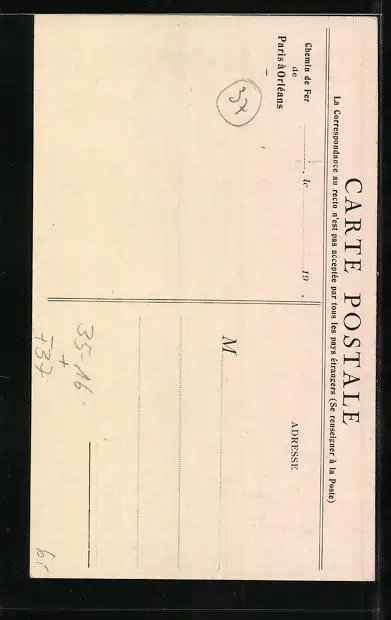 CARTE POSTALE
La Correspondance au recto n'est pas acceptée par tous les pays étrangers (Se renseigner à la Poste)
Chemin de Fer
de
Paris à Orléans
, le 19 .
37
ADRESSE
M
35-16.
+
+37.